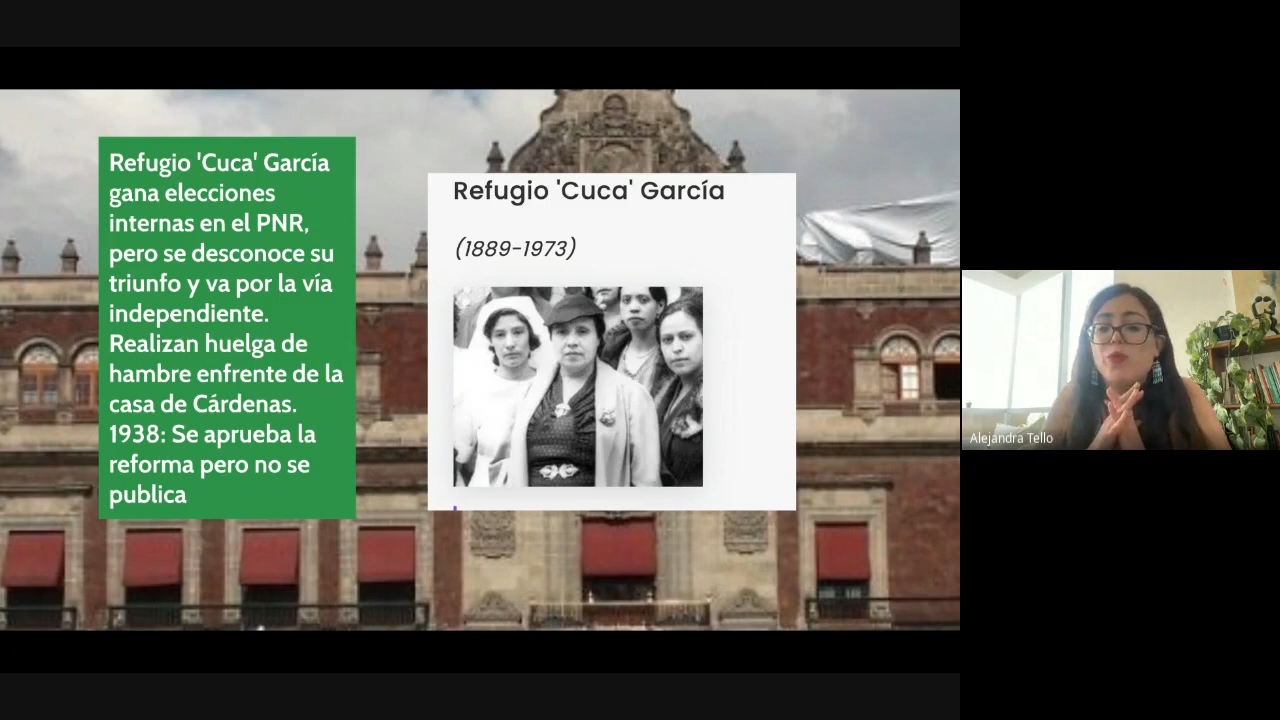 Refugio 'Cuca' García
gana elecciones
internas en el PNR,
pero se desconoce su
triunfo y va por la vía
independiente.
Realizan huelga de
hambre enfrente de la
casa de Cárdenas.
1938: Se aprueba la
reforma pero no se
publica
Refugio 'Cuca' García
(1889-1973)
Alejandra Tello